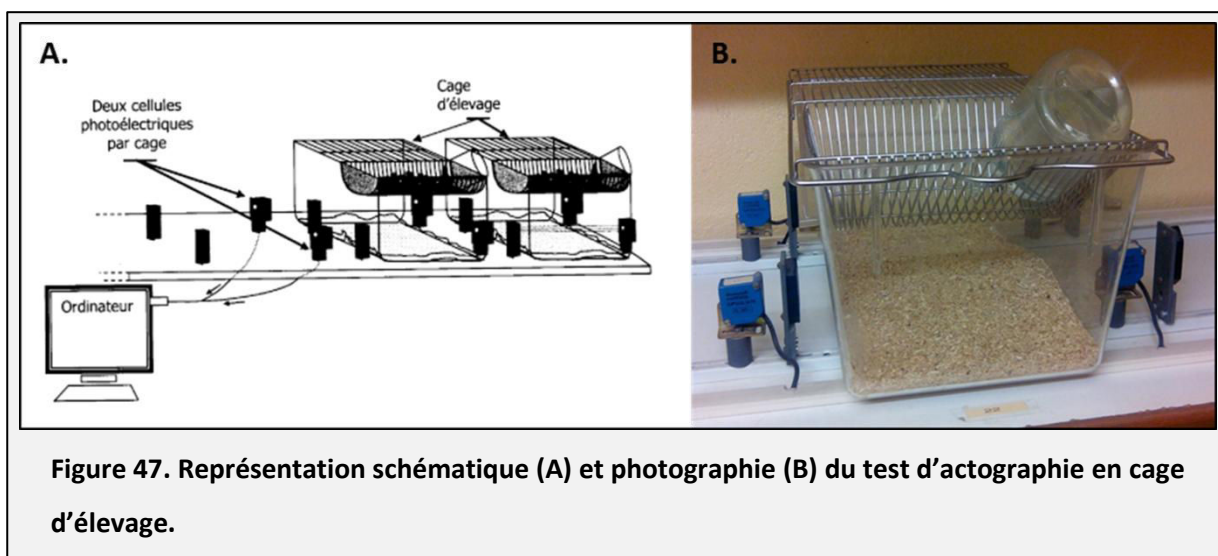 A.
Deux cellules
photoélectriques
par cage
Cage
d'élevage
Ordinateur
B.
Figure 47. Représentation schématique (A) et photographie (B) du test d'actographie en cage
d'élevage.